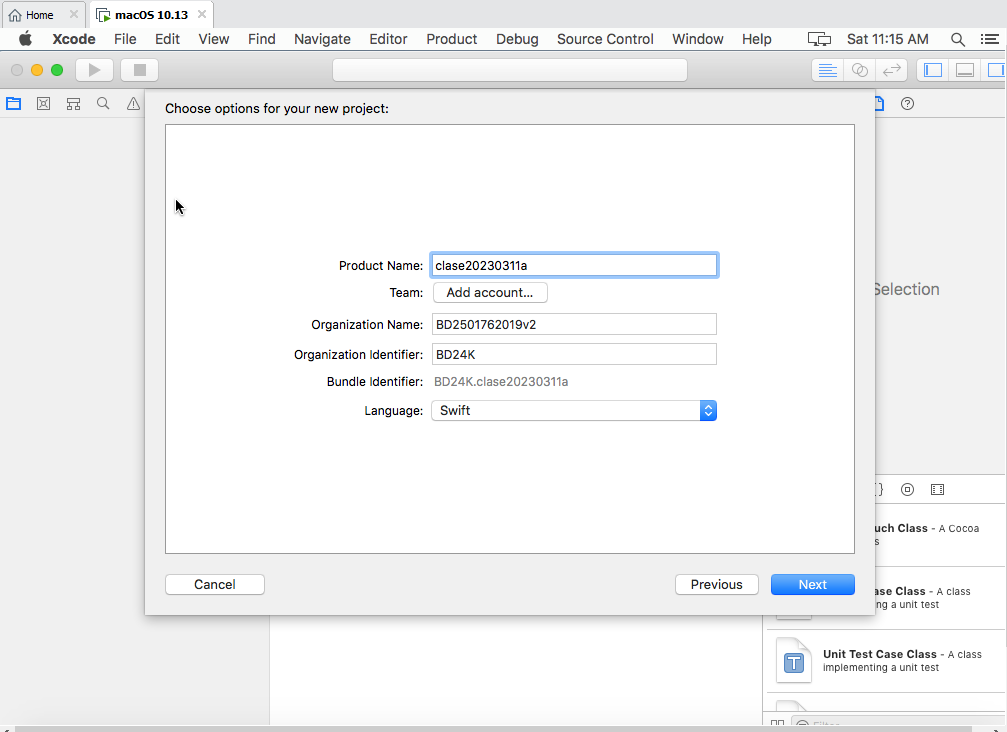 Home
macOS 10.13
Xcode File Edit View Find Navigate Editor Product Debug Source Control Window Help Sat 11:15 AM
Choose options for your new project:
Product Name: clase20230311a
Team: Add account...
Organization Name: BD2501762019v2
Organization Identifier: BD24K
Bundle Identifier: BD24K.clase20230311a
Language: Swift
Cancel Previous Next
Selection
uch Class - A Cocoa
s
ase Class - A class
ng a unit test
Unit Test Case Class - A class
implementing a unit test
Filter